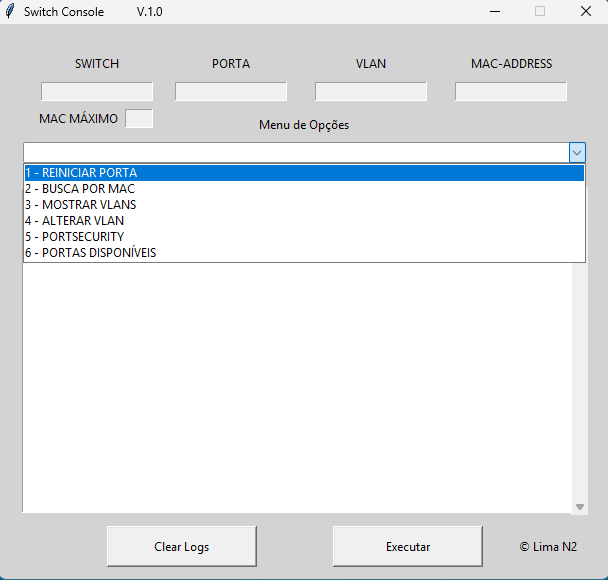 Switch Console V.1.0
SWITCH PORTA VLAN MAC-ADDRESS
MAC MÁXIMO
Menu de Opções
1 - REINICIAR PORTA
2 - BUSCA POR MAC
3 - MOSTRAR VLANS
4 - ALTERAR VLAN
5 - PORTSECURITY
6 - PORTAS DISPONÍVEIS
Clear Logs Executar © Lima N2